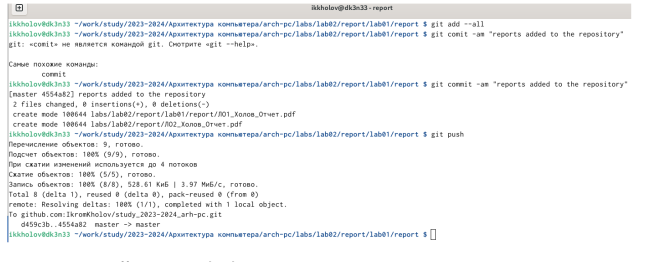 ikkholov@dk3n33 - report
ikkholov@dk3n33 ~/work/study/2023-2024/Архитектура компьютера/arch-pc/labs/lab02/report/lab01/report $ git add --all
ikkholov@dk3n33 ~/work/study/2023-2024/Архитектура компьютера/arch-pc/labs/lab02/report/lab01/report $ git comit -am "reports added to the repository"
git: «comit» не является командой git. Смотрите «git --help».
Самые похожие команды:
commit
ikkholov@dk3n33 ~/work/study/2023-2024/Архитектура компьютера/arch-pc/labs/lab02/report/lab01/report $ git commit -am "reports added to the repository"
[master 4554a82] reports added to the repository
2 files changed, 0 insertions(+), 0 deletions(-)
create mode 100644 labs/lab02/report/lab01/report/ЛО1_Холов_Отчет.pdf
create mode 100644 labs/lab02/report/lab01/report/ЛО2_Холов_Отчет.pdf
ikkholov@dk3n33 ~/work/study/2023-2024/Архитектура компьютера/arch-pc/labs/lab02/report/lab01/report $ git push
Перечисление объектов: 9, готово.
Подсчет объектов: 100% (9/9), готово.
При сжатии изменений используется до 4 потоков
Сжатие объектов: 100% (5/5), готово.
Запись объектов: 100% (8/8), 528.61 КиБ | 3.97 МиБ/с, готово.
Total 8 (delta 1), reused 0 (delta 0), pack-reused 0 (from 0)
remote: Resolving deltas: 100% (1/1), completed with 1 local object.
To github.com:IkromKholov/study_2023-2024_arh-pc.git
d459c3b..4554a82 master -> master
ikkholov@dk3n33 ~/work/study/2023-2024/Архитектура компьютера/arch-pc/labs/lab02/report/lab01/report $